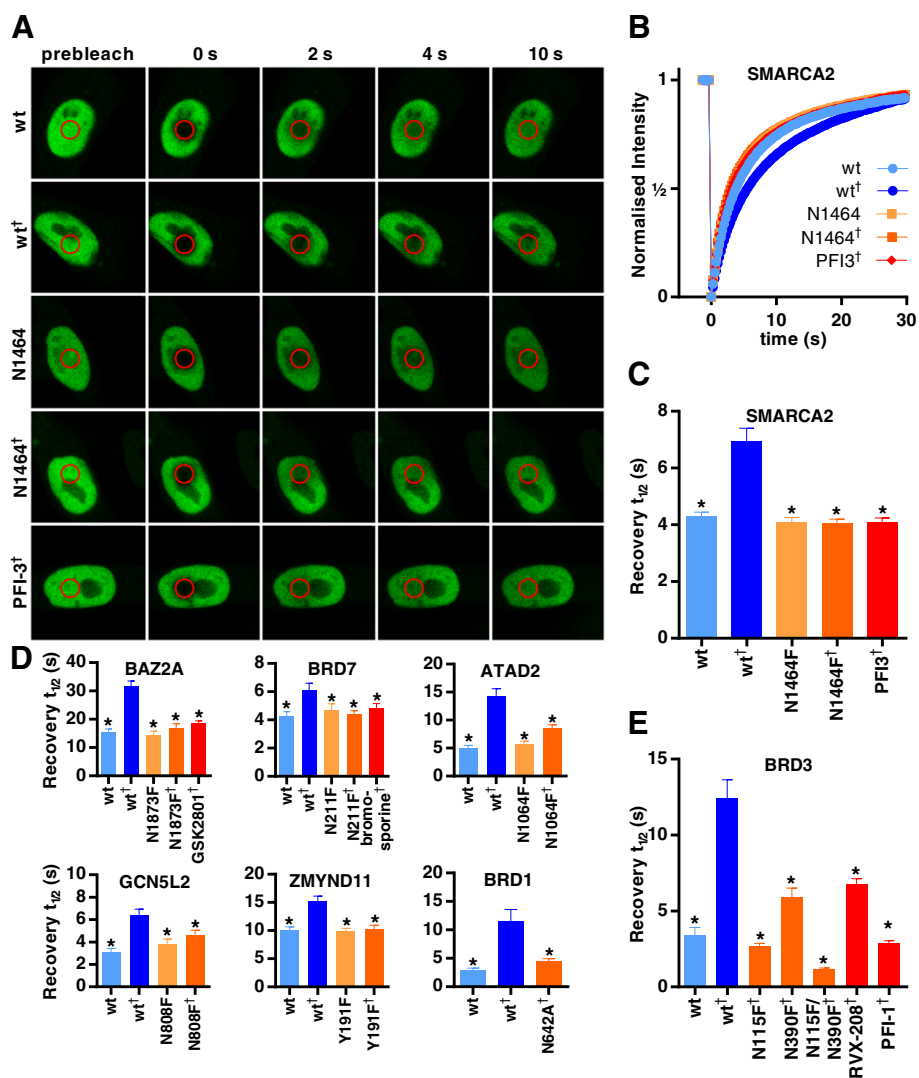 A
prebleach 0 s 2 s 4 s 10 s
wt
wt†
N1464
N1464†
PFI-3†
B
SMARCA2
Normalised Intensity
1
½
0
0 10 20 30
time (s)
wt
wt†
N1464
N1464†
PFI3†
C
SMARCA2
Recovery t1/2 (s)
8
6
4
2
0
* * * *
wt wt† N1464F N1464F† PFI3†
D
BAZ2A
Recovery t1/2 (s)
40
30
20
10
0
* * * *
wt wt† N1873F N1873F† GSK2801†
BRD7
8
6
4
2
0
* * * *
wt wt† N211F N211F† bromo-sporine†
ATAD2
20
15
10
5
0
* * *
wt wt† N1064F N1064F†
GCN5L2
Recovery t1/2 (s)
10
8
6
4
2
0
* * *
wt wt† N808F N808F†
ZMYND11
20
15
10
5
0
* * *
wt wt† Y191F Y191F†
BRD1
20
15
10
5
0
* *
wt wt† N642A†
E
BRD3
Recovery t1/2 (s)
15
10
5
0
* * * * * *
wt wt† N115F† N390F† N115F/N390F† RVX-208† PFI-1†